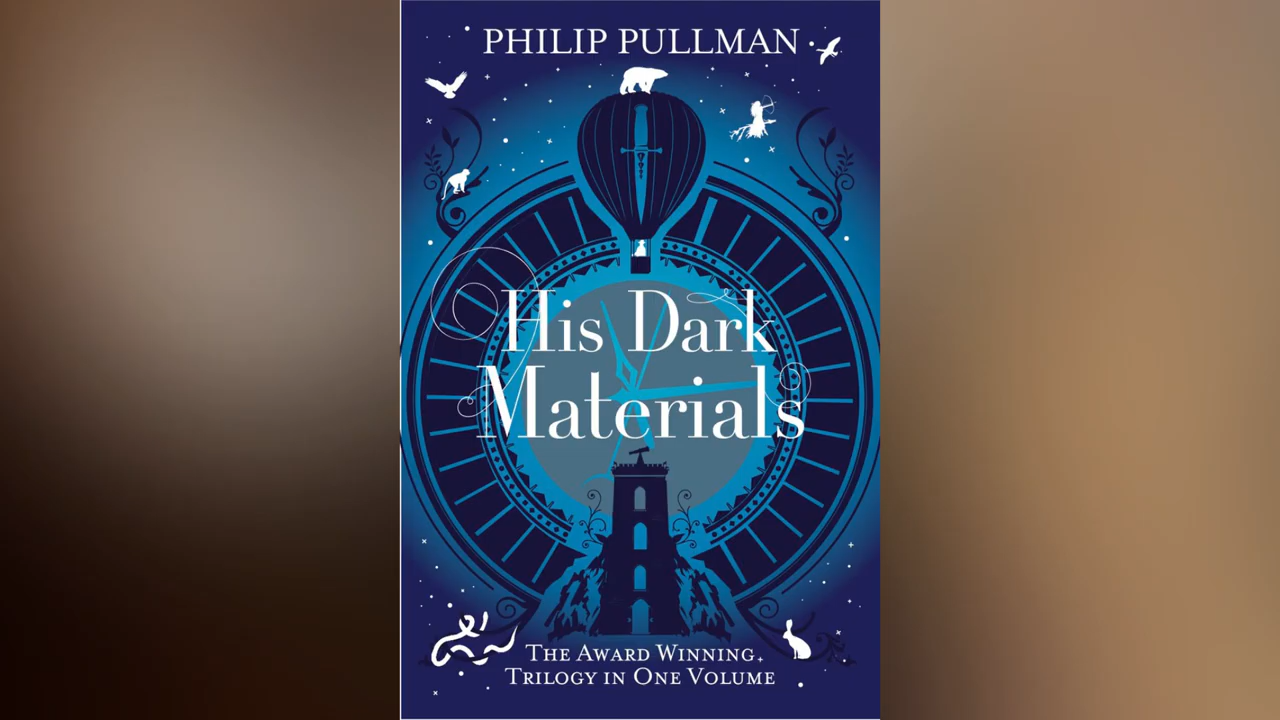 PHILIP PULLMAN
His Dark
Materials
THE AWARD WINNING
TRILOGY IN ONE VOLUME